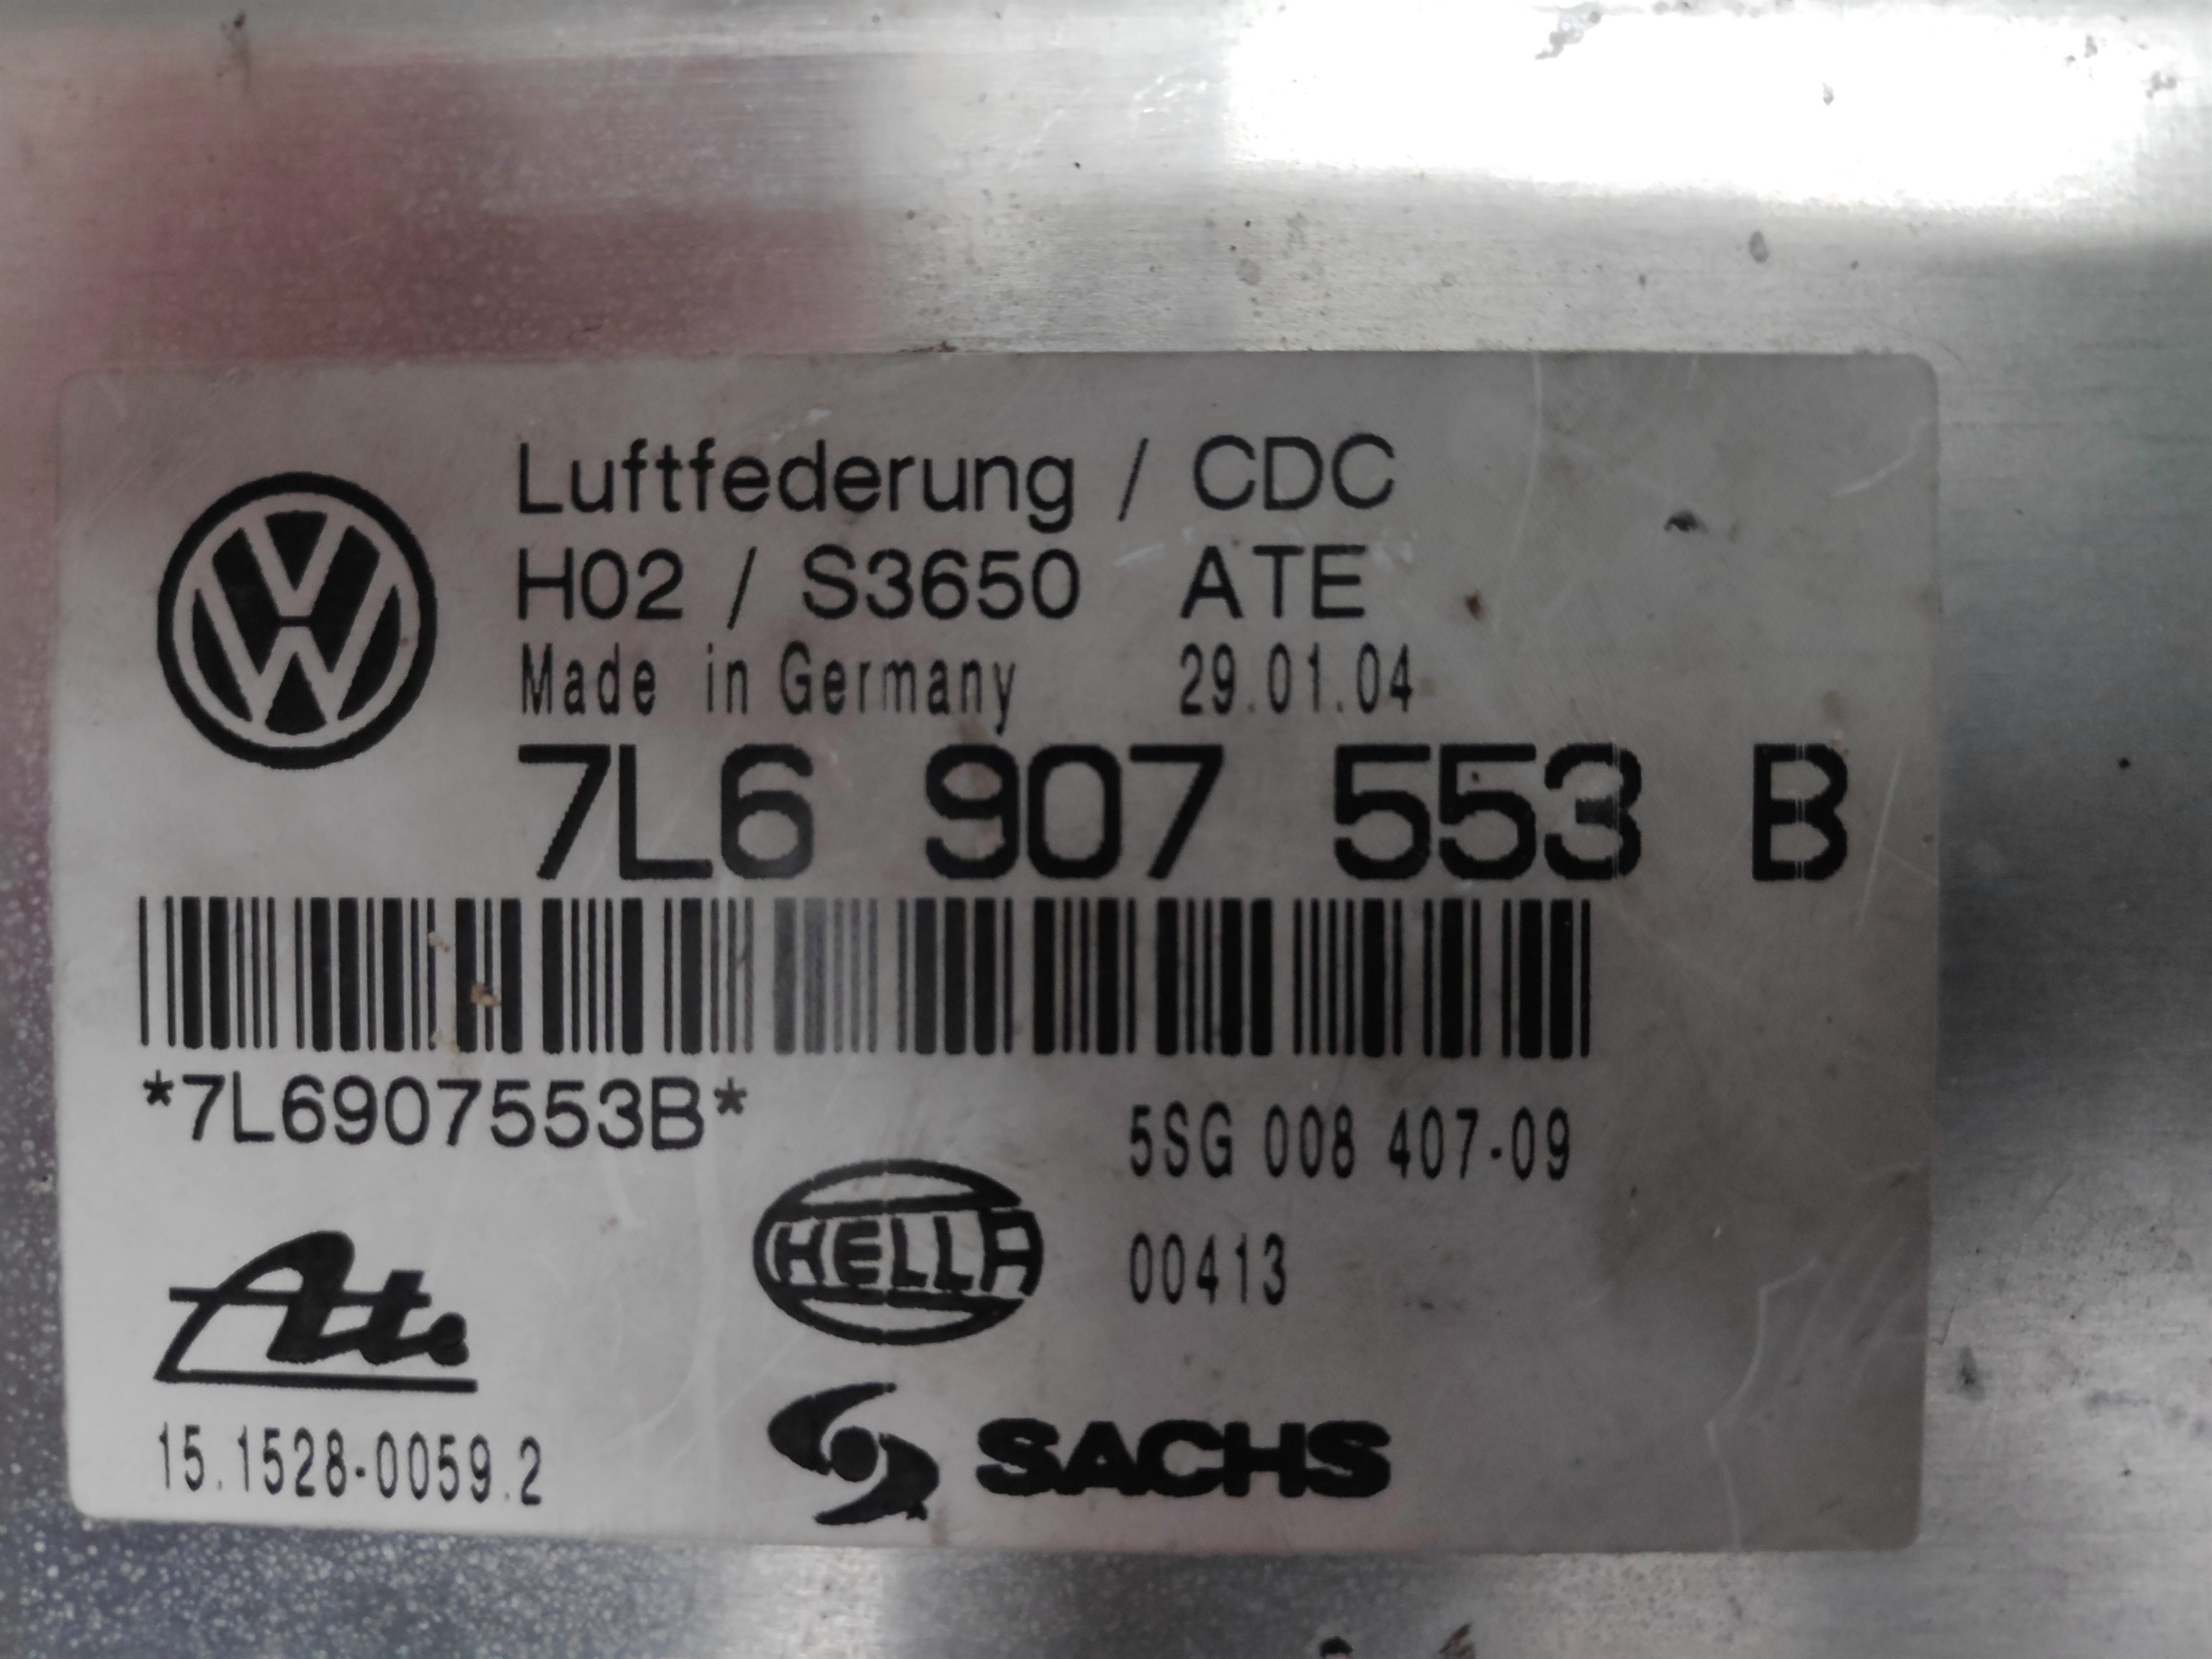 Luftfederung / CDC
H02 / S3650 ATE
Made in Germany 29.01.04
7L6 907 553 B
*7L6907553B*
5SG 008 407-09
HELLA
00413
Ate
15.1528-0059.2
SACHS